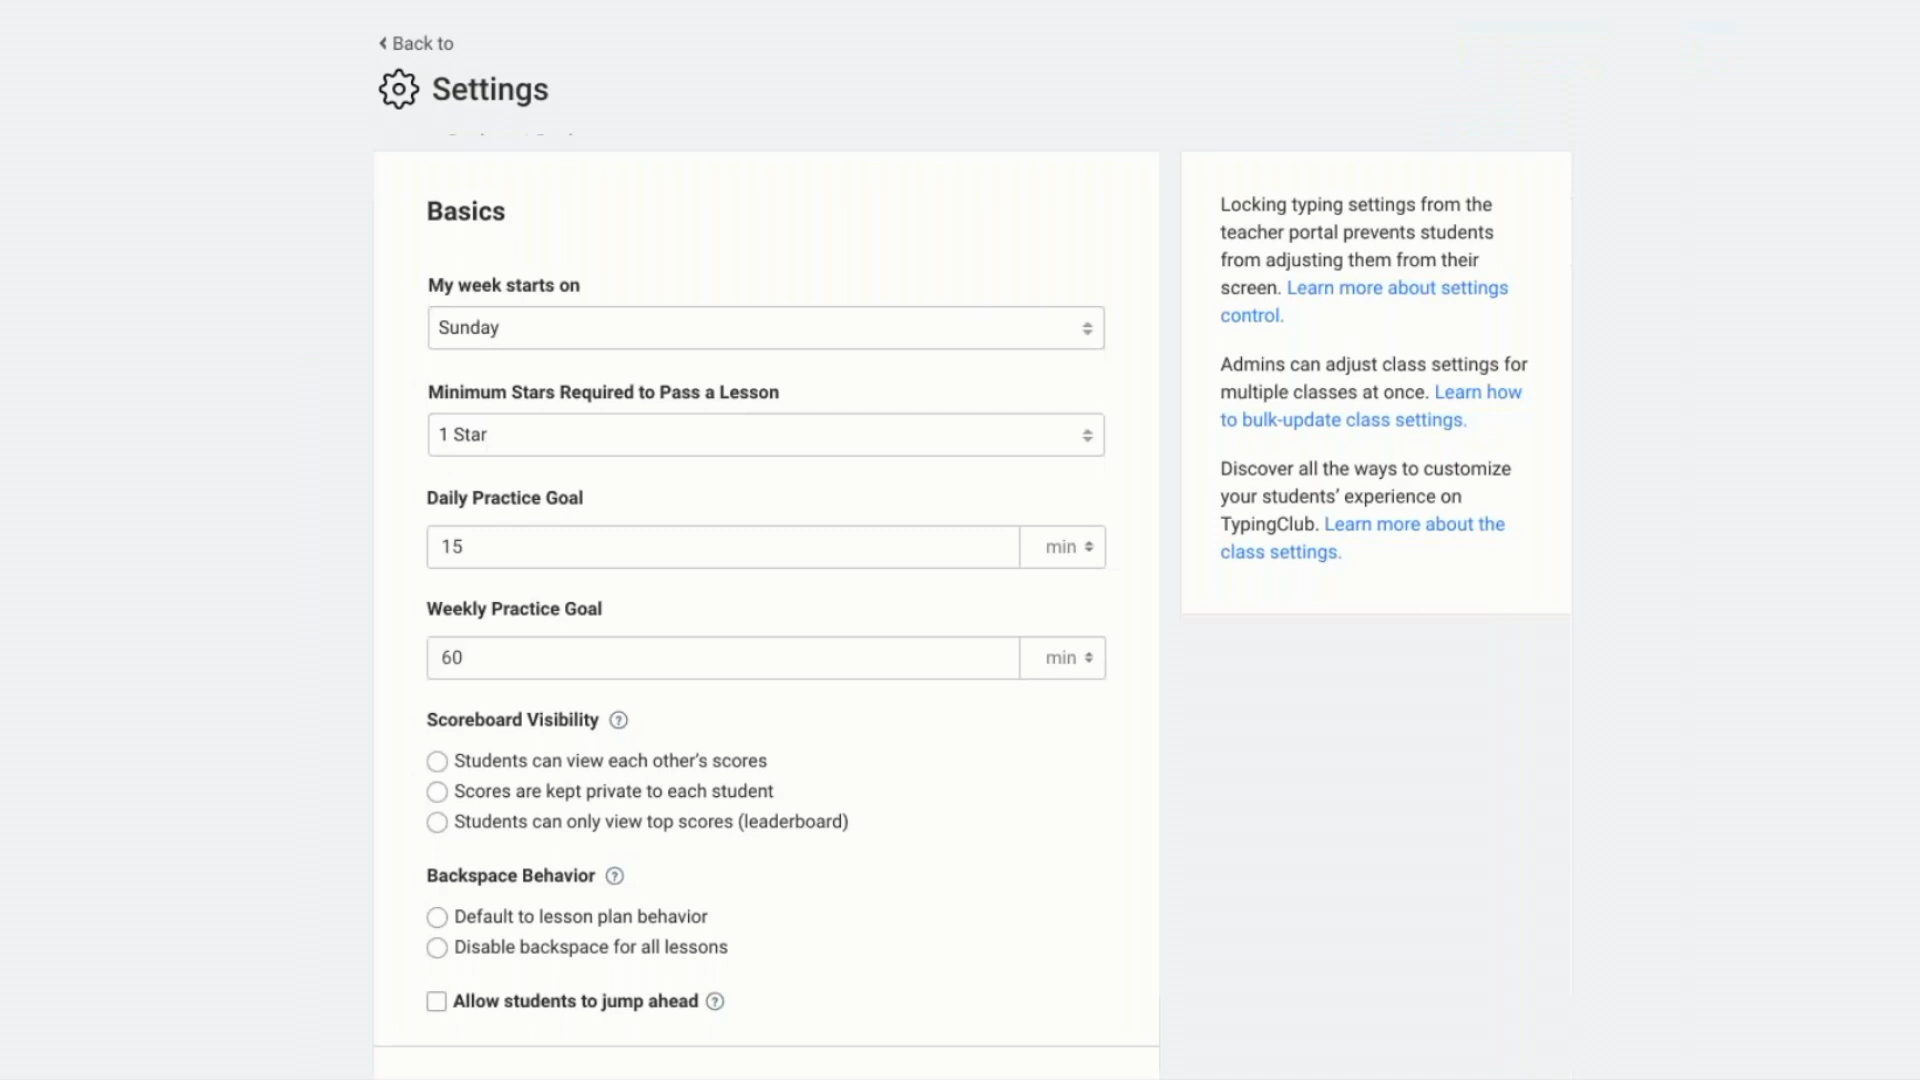 Back to
Settings
Basics
My week starts on
Sunday
Minimum Stars Required to Pass a Lesson
1 Star
Daily Practice Goal
15 min
Weekly Practice Goal
60 min
Scoreboard Visibility ?
Students can view each other's scores
Scores are kept private to each student
Students can only view top scores (leaderboard)
Backspace Behavior ?
Default to lesson plan behavior
Disable backspace for all lessons
Allow students to jump ahead ?
Locking typing settings from the
teacher portal prevents students
from adjusting them from their
screen. Learn more about settings
control.
Admins can adjust class settings for
multiple classes at once. Learn how
to bulk-update class settings.
Discover all the ways to customize
your students’ experience on
TypingClub. Learn more about the
class settings.